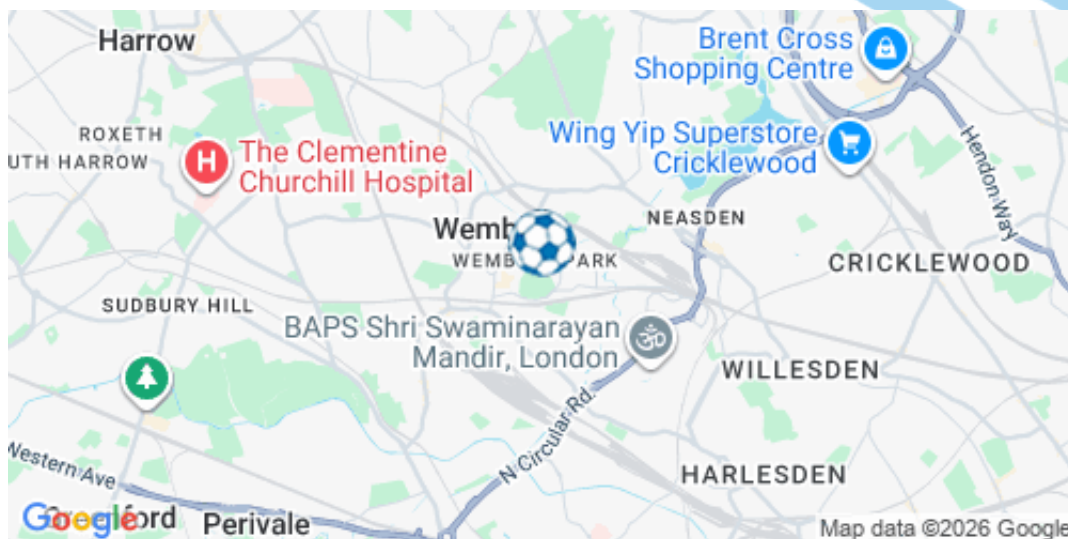 Harrow
Brent Cross
Shopping Centre
ROXETH
UTH HARROW
The Clementine
Churchill Hospital
Wing Yip Superstore
Cricklewood
Hendon Way
Wemb
NEASDEN
WEMB PARK
CRICKLEWOOD
SUDBURY HILL
BAPS Shri Swaminarayan
Mandir, London
WILLESDEN
N Circular Rd.
HARLESDEN
Western Ave
Google
ford
Perivale
Map data ©2026 Google